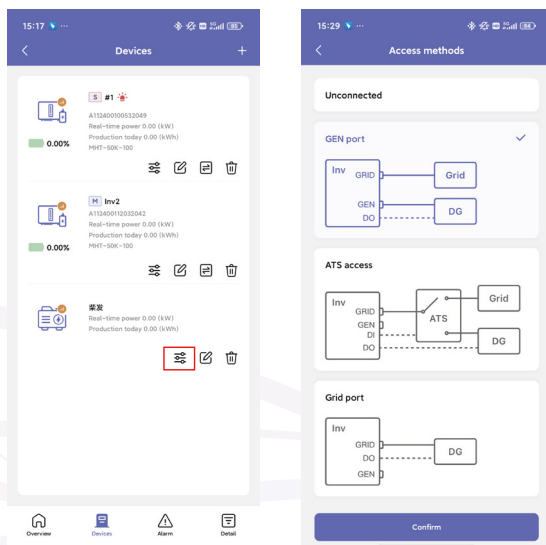 15:17
Devices
S #1
A112400100532049
Real-time power 0.00 (kW)
Production today 0.00 (kWh)
MHT-50K-100
0.00%
M Inv2
A112400112032042
Real-time power 0.00 (kW)
Production today 0.00 (kWh)
MHT-50K-100
0.00%
柴发
Real-time power 0.00 (kW)
Production today 0.00 (kWh)
Overview
Devices
Alarm
Detail
15:29
Access methods
Unconnected
GEN port
Inv
GRID
Grid
GEN
DO
DG
ATS access
Inv
GRID
GEN
DI
DO
ATS
Grid
DG
Grid port
Inv
GRID
DO
GEN
DG
Confirm